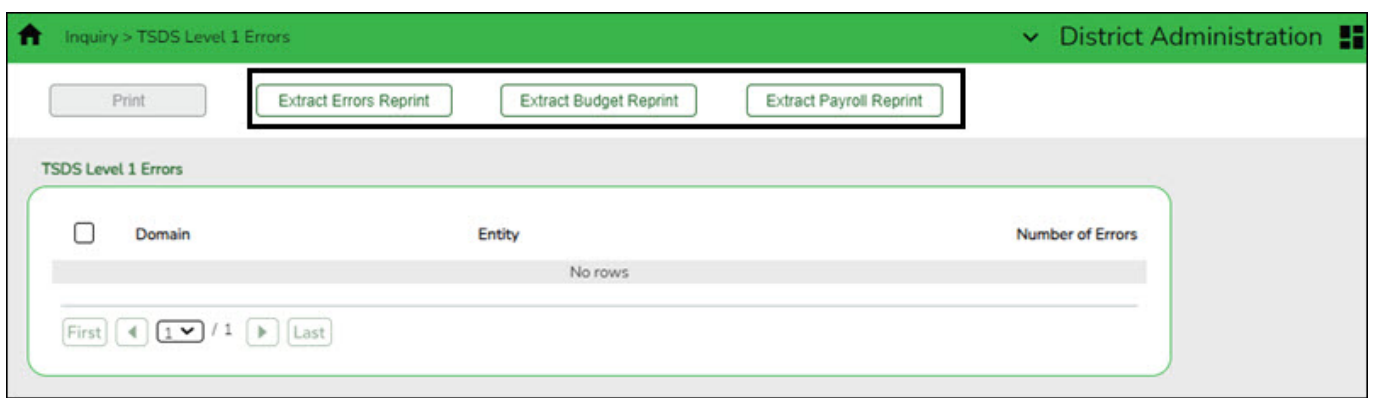 Inquiry > TSDS Level 1 Errors
District Administration
Print
Extract Errors Reprint
Extract Budget Reprint
Extract Payroll Reprint
TSDS Level 1 Errors
Domain Entity Number of Errors
No rows
First 1 / 1 Last